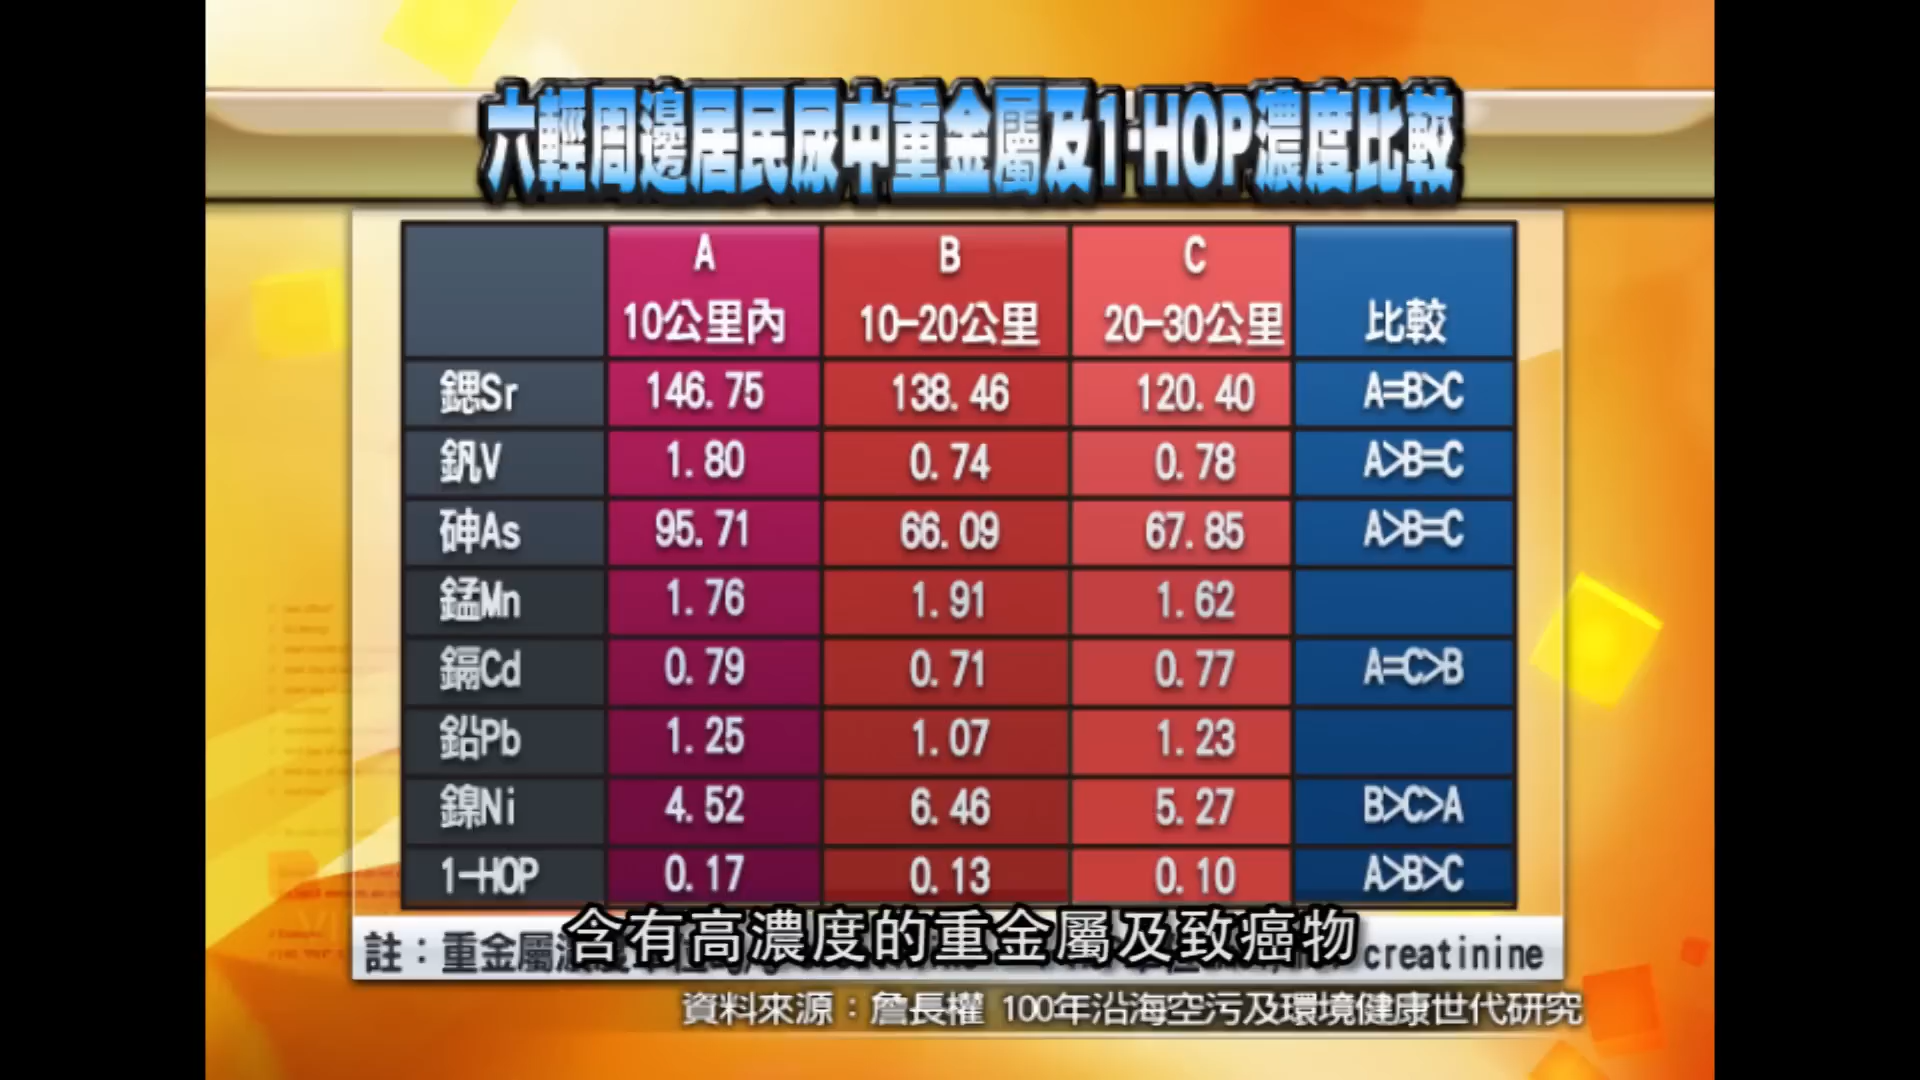 六輕周邊居民尿中重金屬及1-HOP濃度比較
A B C
10公里內 10-20公里 20-30公里 比較
鍶Sr 146.75 138.46 120.40 A=B>C
釩V 1.80 0.74 0.78 A>B=C
砷As 95.71 66.09 67.85 A>B=C
錳Mn 1.76 1.91 1.62
鎘Cd 0.79 0.71 0.77 A=C>B
鉛Pb 1.25 1.07 1.23
鎳Ni 4.52 6.46 5.27 B>C>A
1-HOP 0.17 0.13 0.10 A>B>C
含有高濃度的重金屬及致癌物
註：重金屬 creatinine
資料來源：詹長權 100年沿海空污及環境健康世代研究